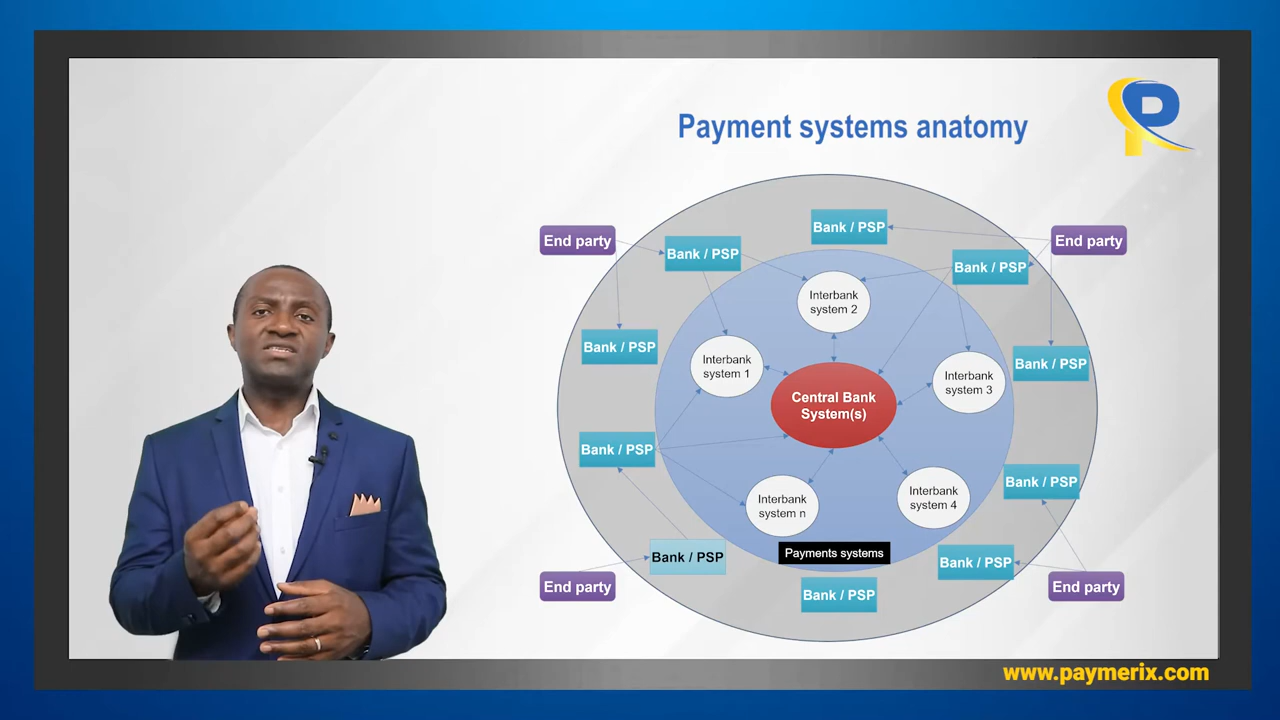 Payment systems anatomy
Bank / PSP
End party
End party
Bank / PSP
Bank / PSP
Interbank
system 2
Bank / PSP
Interbank
system 1
Bank / PSP
Interbank
system 3
Central Bank
System(s)
Bank / PSP
Bank / PSP
Interbank
system n
Interbank
system 4
Payments systems
Bank / PSP
Bank / PSP
End party
End party
Bank / PSP
www.paymerix.com